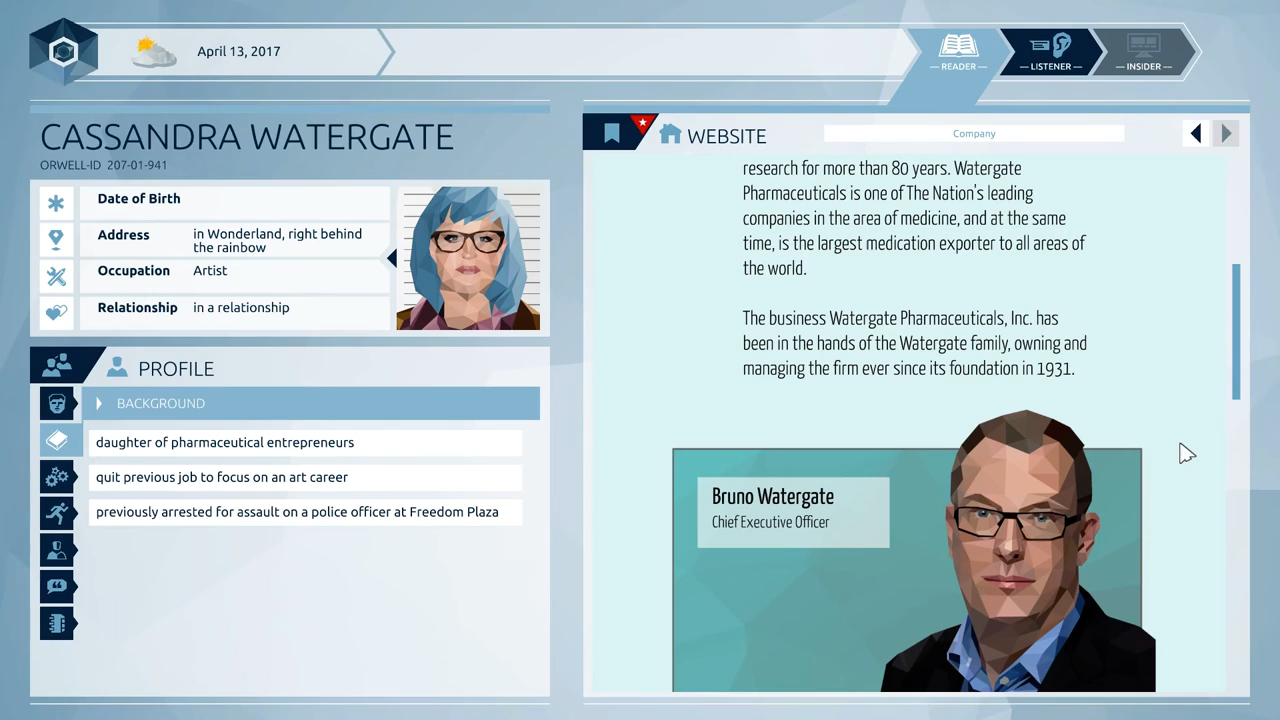 April 13, 2017
— READER —
— LISTENER —
— INSIDER —
CASSANDRA WATERGATE
ORWELL-ID 207-01-941
Date of Birth
Address in Wonderland, right behind
the rainbow
Occupation Artist
Relationship in a relationship
PROFILE
BACKGROUND
daughter of pharmaceutical entrepreneurs
quit previous job to focus on an art career
previously arrested for assault on a police officer at Freedom Plaza
WEBSITE
Company
research for more than 80 years. Watergate
Pharmaceuticals is one of The Nation's leading
companies in the area of medicine, and at the same
time, is the largest medication exporter to all areas of
the world.
The business Watergate Pharmaceuticals, Inc. has
been in the hands of the Watergate family, owning and
managing the firm ever since its foundation in 1931.
Bruno Watergate
Chief Executive Officer